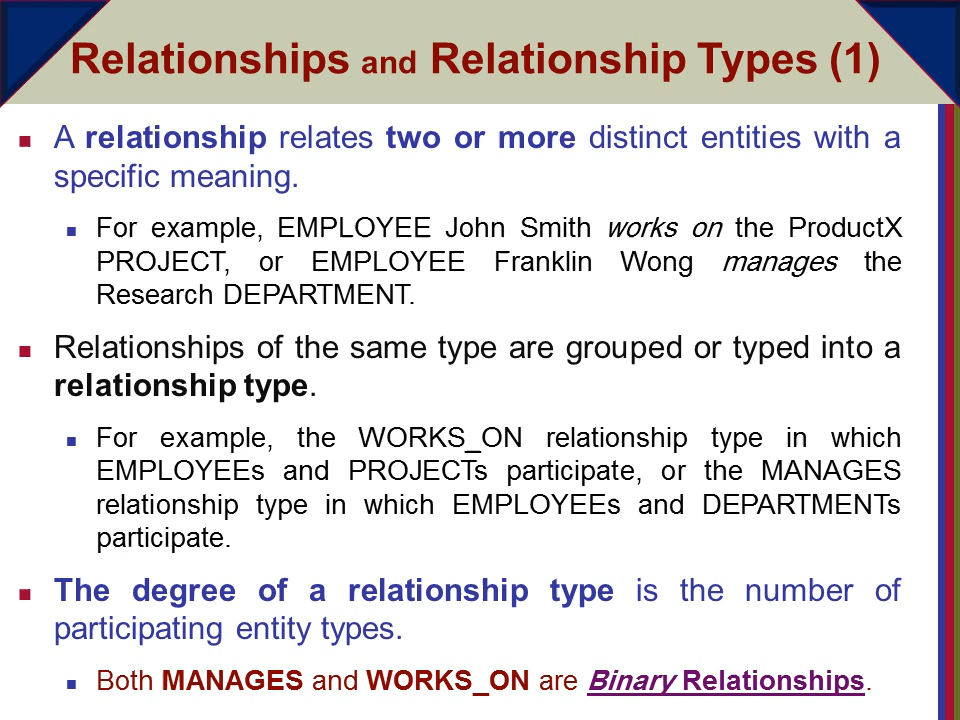 Relationships and Relationship Types (1)
A relationship relates two or more distinct entities with a
specific meaning.
For example, EMPLOYEE John Smith works on the ProductX
PROJECT, or EMPLOYEE Franklin Wong manages the
Research DEPARTMENT.
Relationships of the same type are grouped or typed into a
relationship type.
For example, the WORKS_ON relationship type in which
EMPLOYEEs and PROJECTs participate, or the MANAGES
relationship type in which EMPLOYEEs and DEPARTMENTs
participate.
The degree of a relationship type is the number of
participating entity types.
Both MANAGES and WORKS_ON are Binary Relationships.